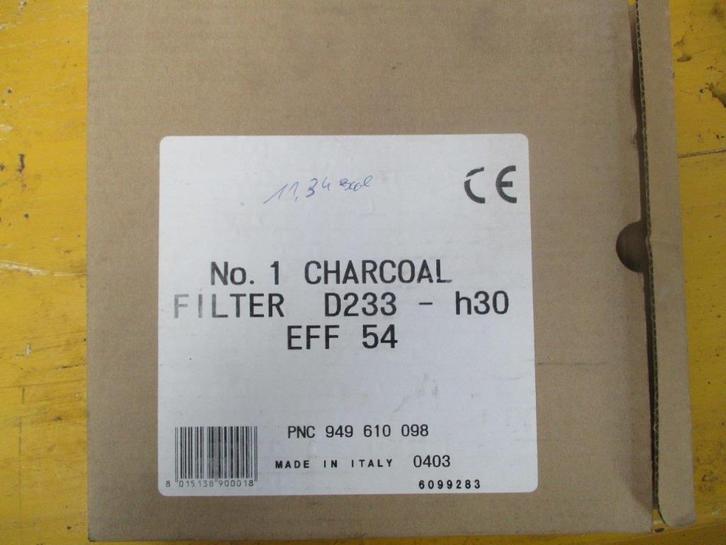 11,34
CE
No. 1 CHARCOAL
FILTER D233 - h30
EFF 54
PNC 949 610 098
8 015138 900018
MADE IN ITALY 0403
6099283